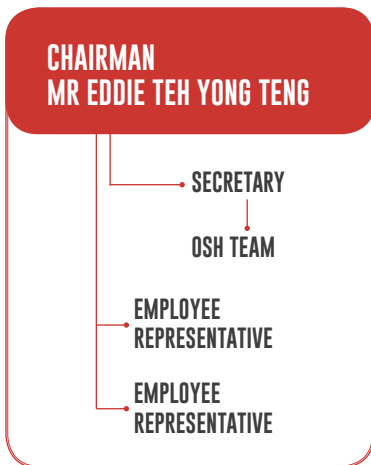 CHAIRMAN
MR EDDIE TEH YONG TENG
SECRETARY
OSH TEAM
EMPLOYEE
REPRESENTATIVE
EMPLOYEE
REPRESENTATIVE